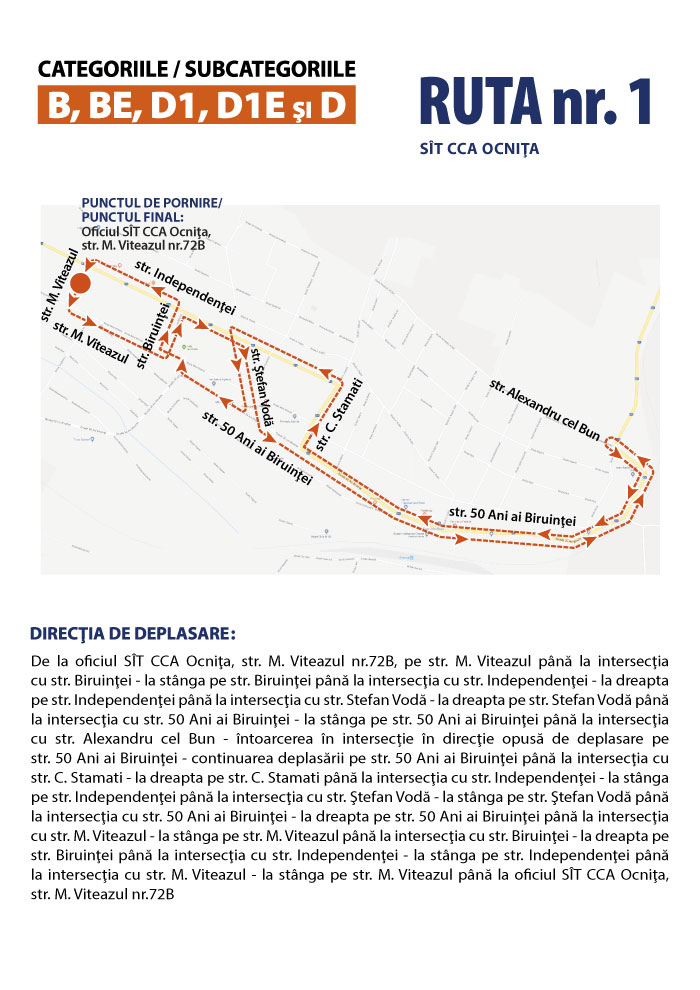 CATEGORIILE / SUBCATEGORIILE
B, BE, D1, D1E şi D
RUTA nr. 1
SÎT CCA OCNIŢA
PUNCTUL DE PORNIRE/
PUNCTUL FINAL:
Oficiul SÎT CCA Ocniţa,
str. M. Viteazul nr.72B
str. M. Viteazul
str. Independenţei
str. M. Viteazul
str. Biruinţei
str. Ştefan Vodă
str. C. Stamati
str. Alexandru cel Bun
str. 50 Ani ai Biruinţei
str. 50 Ani ai Biruinţei
DIRECŢIA DE DEPLASARE:
De la oficiul SÎT CCA Ocniţa, str. M. Viteazul nr.72B, pe str. M. Viteazul până la intersecţia
cu str. Biruinţei - la stânga pe str. Biruinţei până la intersecţia cu str. Independenţei - la dreapta
pe str. Independenţei până la intersecţia cu str. Stefan Vodă - la dreapta pe str. Stefan Vodă până
la intersecţia cu str. 50 Ani ai Biruinţei - la stânga pe str. 50 Ani ai Biruinţei până la intersecţia
cu str. Alexandru cel Bun - întoarcerea în intersecţie în direcţie opusă de deplasare pe
str. 50 Ani ai Biruinţei - continuarea deplasării pe str. 50 Ani ai Biruinţei până la intersecţia cu
str. C. Stamati - la dreapta pe str. C. Stamati până la intersecţia cu str. Independenţei - la stânga
pe str. Independenţei până la intersecţia cu str. Ştefan Vodă - la stânga pe str. Ştefan Vodă până
la intersecţia cu str. 50 Ani ai Biruinţei - la dreapta pe str. 50 Ani ai Biruinţei până la intersecţia
cu str. M. Viteazul - la stânga pe str. M. Viteazul până la intersecţia cu str. Biruinţei - la dreapta pe
str. Biruinţei până la intersecţia cu str. Independenţei - la stânga pe str. Independenţei până
la intersecţia cu str. M. Viteazul - la stânga pe str. M. Viteazul până la oficiul SÎT CCA Ocniţa,
str. M. Viteazul nr.72B